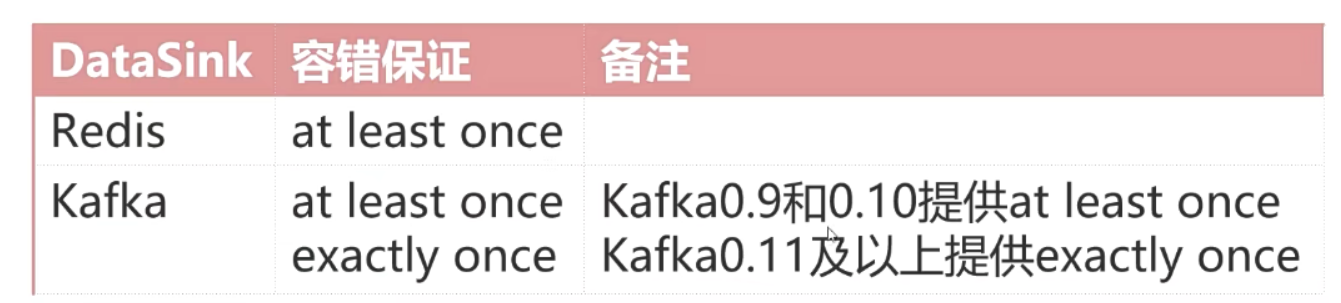 DataSink 容错保证 备注
Redis at least once
Kafka at least once Kafka0.9和0.10提供at least once
exactly once Kafka0.11及以上提供exactly once